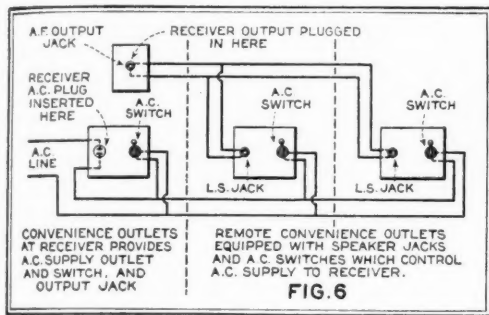 A.F. OUTPUT
JACK
RECEIVER OUTPUT PLUGGED
IN HERE
RECEIVER
A.C. PLUG
INSERTED
HERE
A.C.
SWITCH
A.C.
SWITCH
A.C.
SWITCH
A.C.
LINE
L.S. JACK
L.S. JACK
CONVENIENCE OUTLETS
AT RECEIVER PROVIDES
A.C. SUPPLY OUTLET
AND SWITCH, AND
OUTPUT JACK
REMOTE CONVENIENCE OUTLETS
EQUIPPED WITH SPEAKER JACKS
AND A.C. SWITCHES WHICH CONTROL
A.C. SUPPLY TO RECEIVER.
FIG. 6